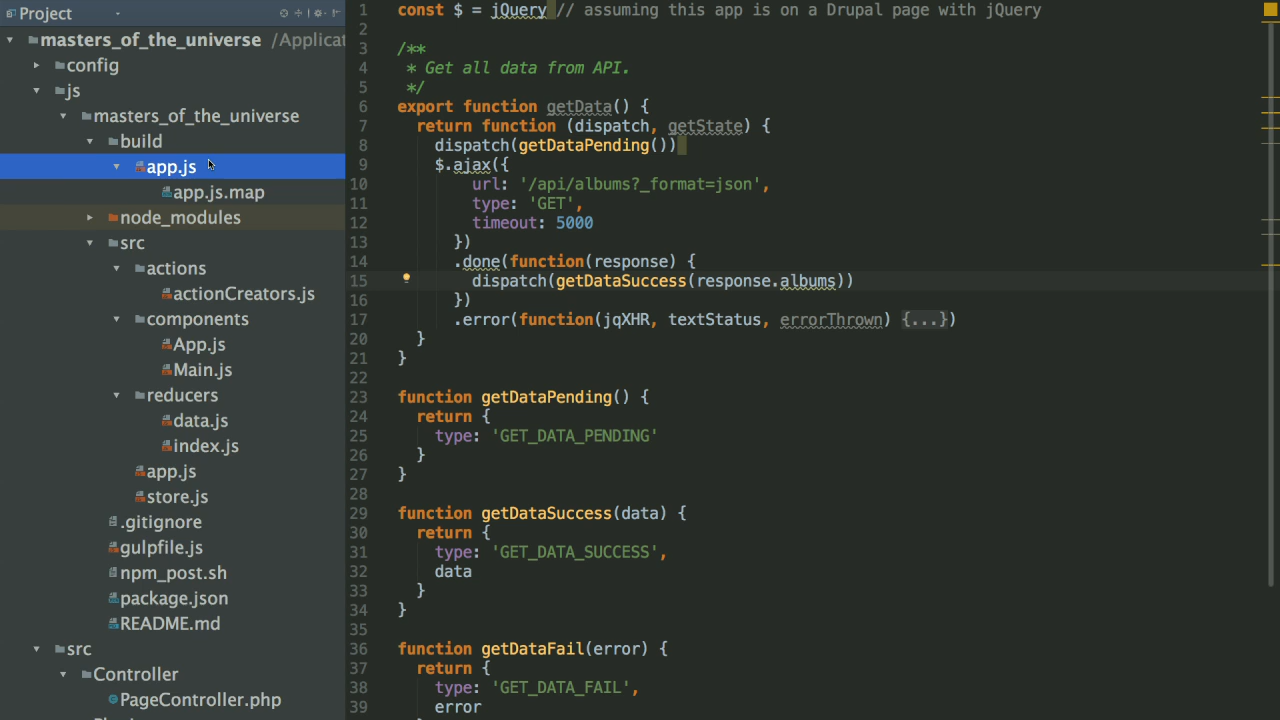 Project
masters_of_the_universe /Applicat
config
js
masters_of_the_universe
build
app.js
app.js.map
node_modules
src
actions
actionCreators.js
components
App.js
Main.js
reducers
data.js
index.js
app.js
store.js
.gitignore
gulpfile.js
npm_post.sh
package.json
README.md
src
Controller
PageController.php
1 const $ = jQuery // assuming this app is on a Drupal page with jQuery
2
3 /**
4 * Get all data from API.
5 */
6 export function getData() {
7 return function (dispatch, getState) {
8 dispatch(getDataPending())
9 $.ajax({
10 url: '/api/albums?_format=json',
11 type: 'GET',
12 timeout: 5000
13 })
14 .done(function(response) {
15 dispatch(getDataSuccess(response.albums))
16 })
17 .error(function(jqXHR, textStatus, errorThrown) {...})
20 }
21 }
22
23 function getDataPending() {
24 return {
25 type: 'GET_DATA_PENDING'
26 }
27 }
28
29 function getDataSuccess(data) {
30 return {
31 type: 'GET_DATA_SUCCESS',
32 data
33 }
34 }
35
36 function getDataFail(error) {
37 return {
38 type: 'GET_DATA_FAIL',
39 error